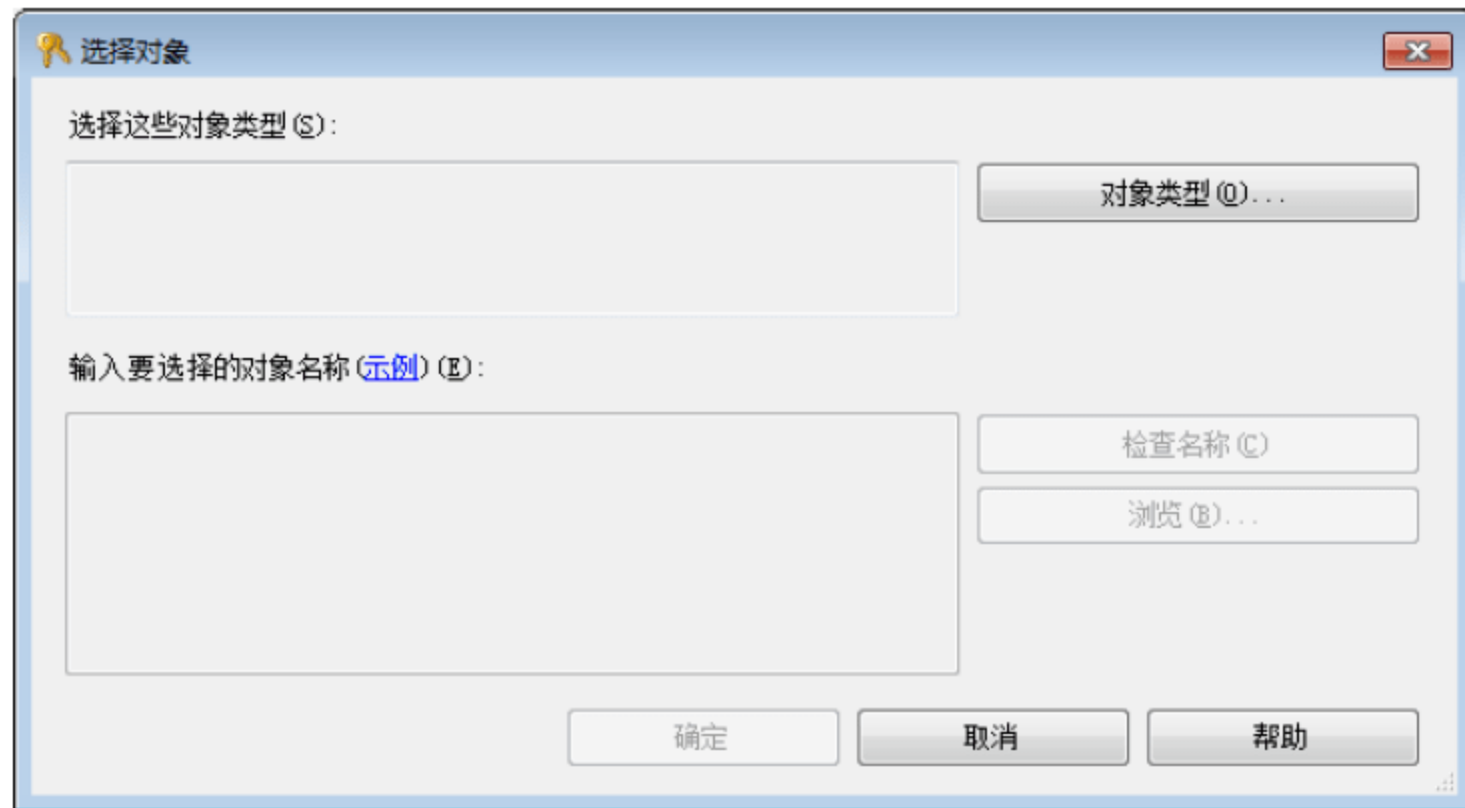 选择对象
选择这些对象类型(S):
对象类型(O)...
输入要选择的对象名称(示例)(E):
检查名称(C)
浏览(B)...
确定
取消
帮助